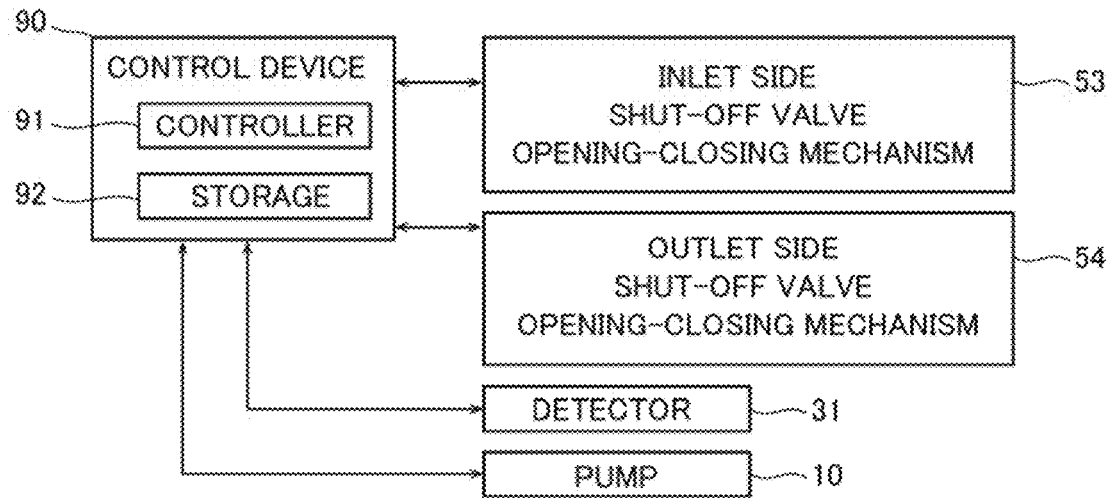 90
CONTROL DEVICE
91
CONTROLLER
92
STORAGE
INLET SIDE
SHUT-OFF VALVE
OPENING-CLOSING MECHANISM
53
OUTLET SIDE
SHUT-OFF VALVE
OPENING-CLOSING MECHANISM
54
DETECTOR
31
PUMP
10